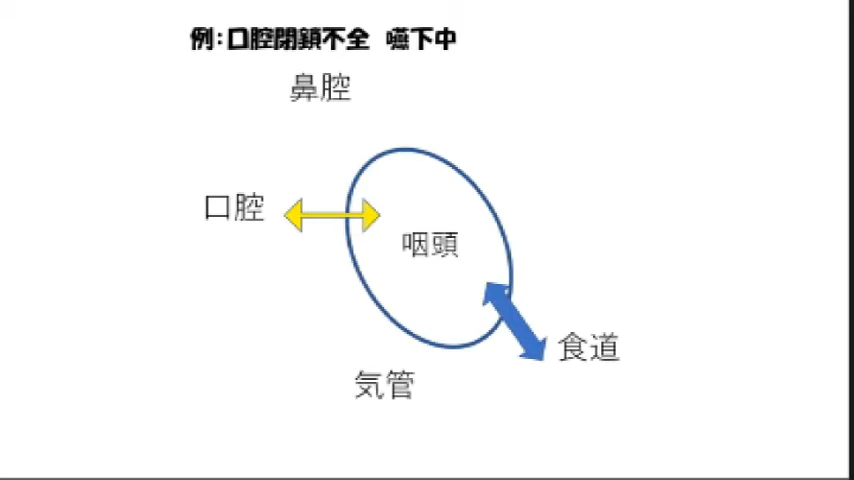 例:口腔閉鎖不全 嚥下中
鼻腔
口腔
咽頭
食道
気管